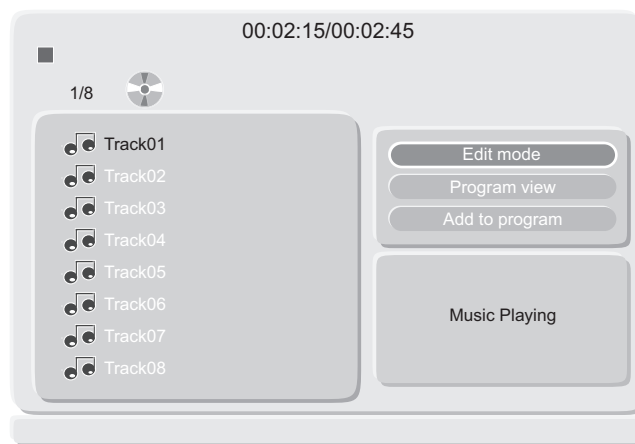 00:02:15/00:02:45
1/8
Track01
Track02
Track03
Track04
Track05
Track06
Track07
Track08
Edit mode
Program view
Add to program
Music Playing